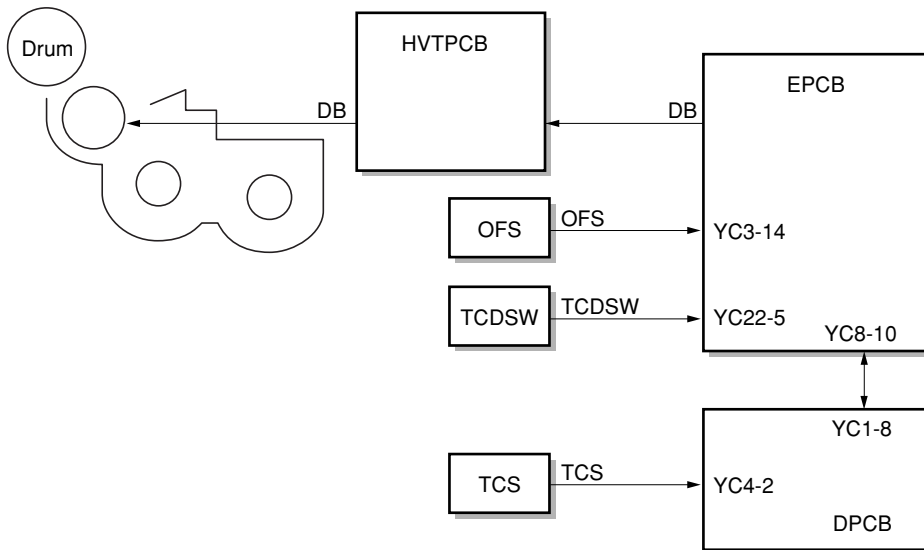 Drum
HVTPCB
EPCB
DB
DB
OFS
OFS
YC3-14
TCDSW
TCDSW
YC22-5
YC8-10
YC1-8
TCS
TCS
YC4-2
DPCB